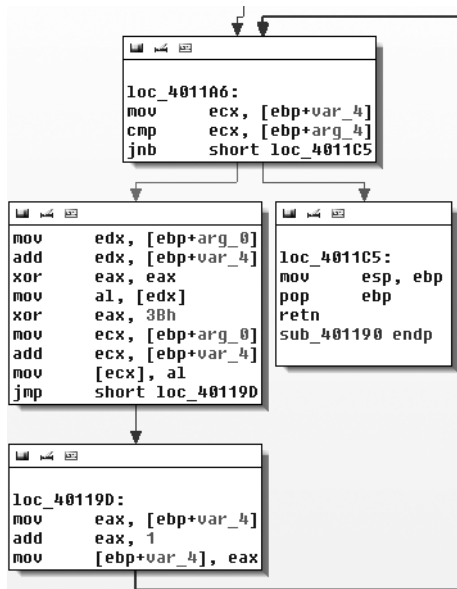 loc_4011A6:
mov ecx, [ebp+var_4]
cmp ecx, [ebp+arg_4]
jnb short loc_4011C5
mov edx, [ebp+arg_0]
add edx, [ebp+var_4]
xor eax, eax
mov al, [edx]
xor eax, 3Bh
mov ecx, [ebp+arg_0]
add ecx, [ebp+var_4]
mov [ecx], al
jmp short loc_40119D
loc_4011C5:
mov esp, ebp
pop ebp
retn
sub_401190 endp
loc_40119D:
mov eax, [ebp+var_4]
add eax, 1
mov [ebp+var_4], eax